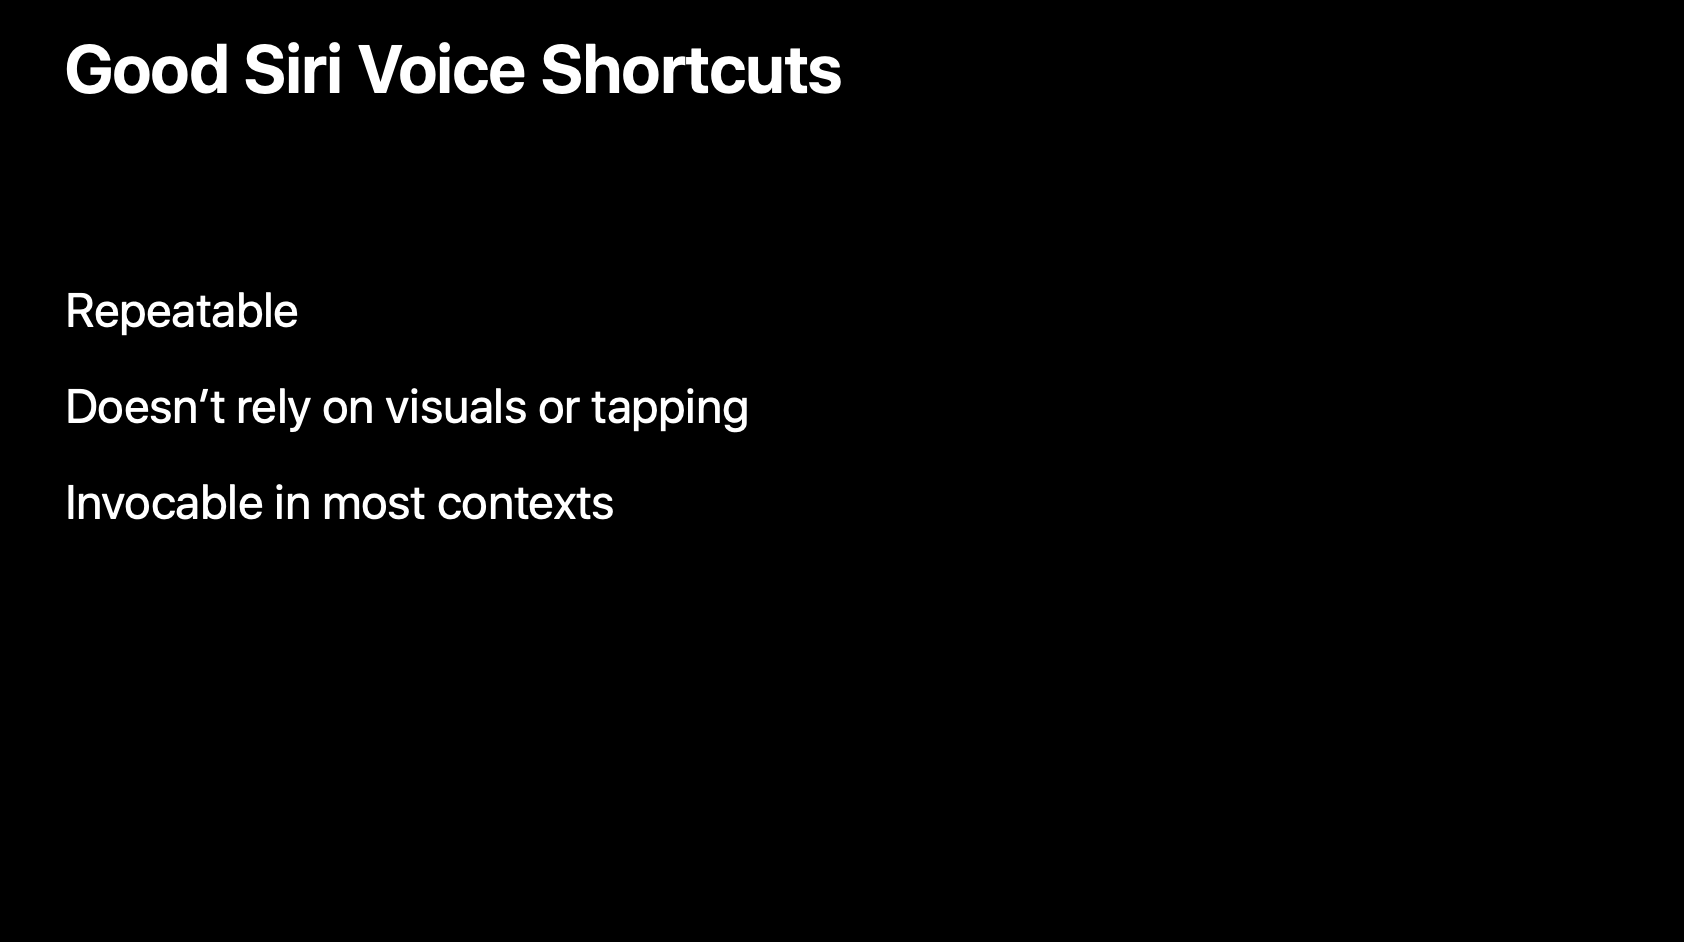 Good Siri Voice Shortcuts
Repeatable
Doesn’t rely on visuals or tapping
Invocable in most contexts